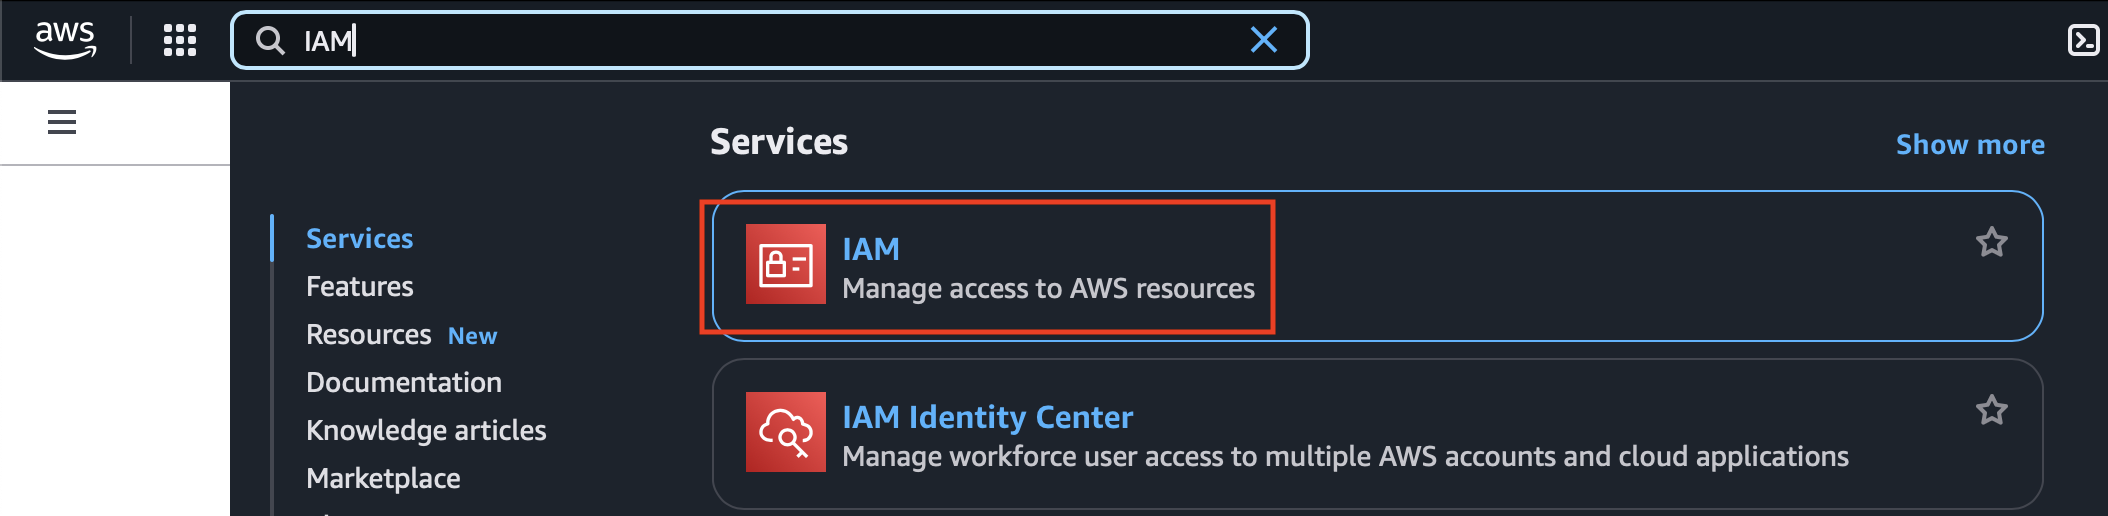 aws
IAM
Services
Show more
Services
Features
Resources New
Documentation
Knowledge articles
Marketplace
IAM
Manage access to AWS resources
IAM Identity Center
Manage workforce user access to multiple AWS accounts and cloud applications